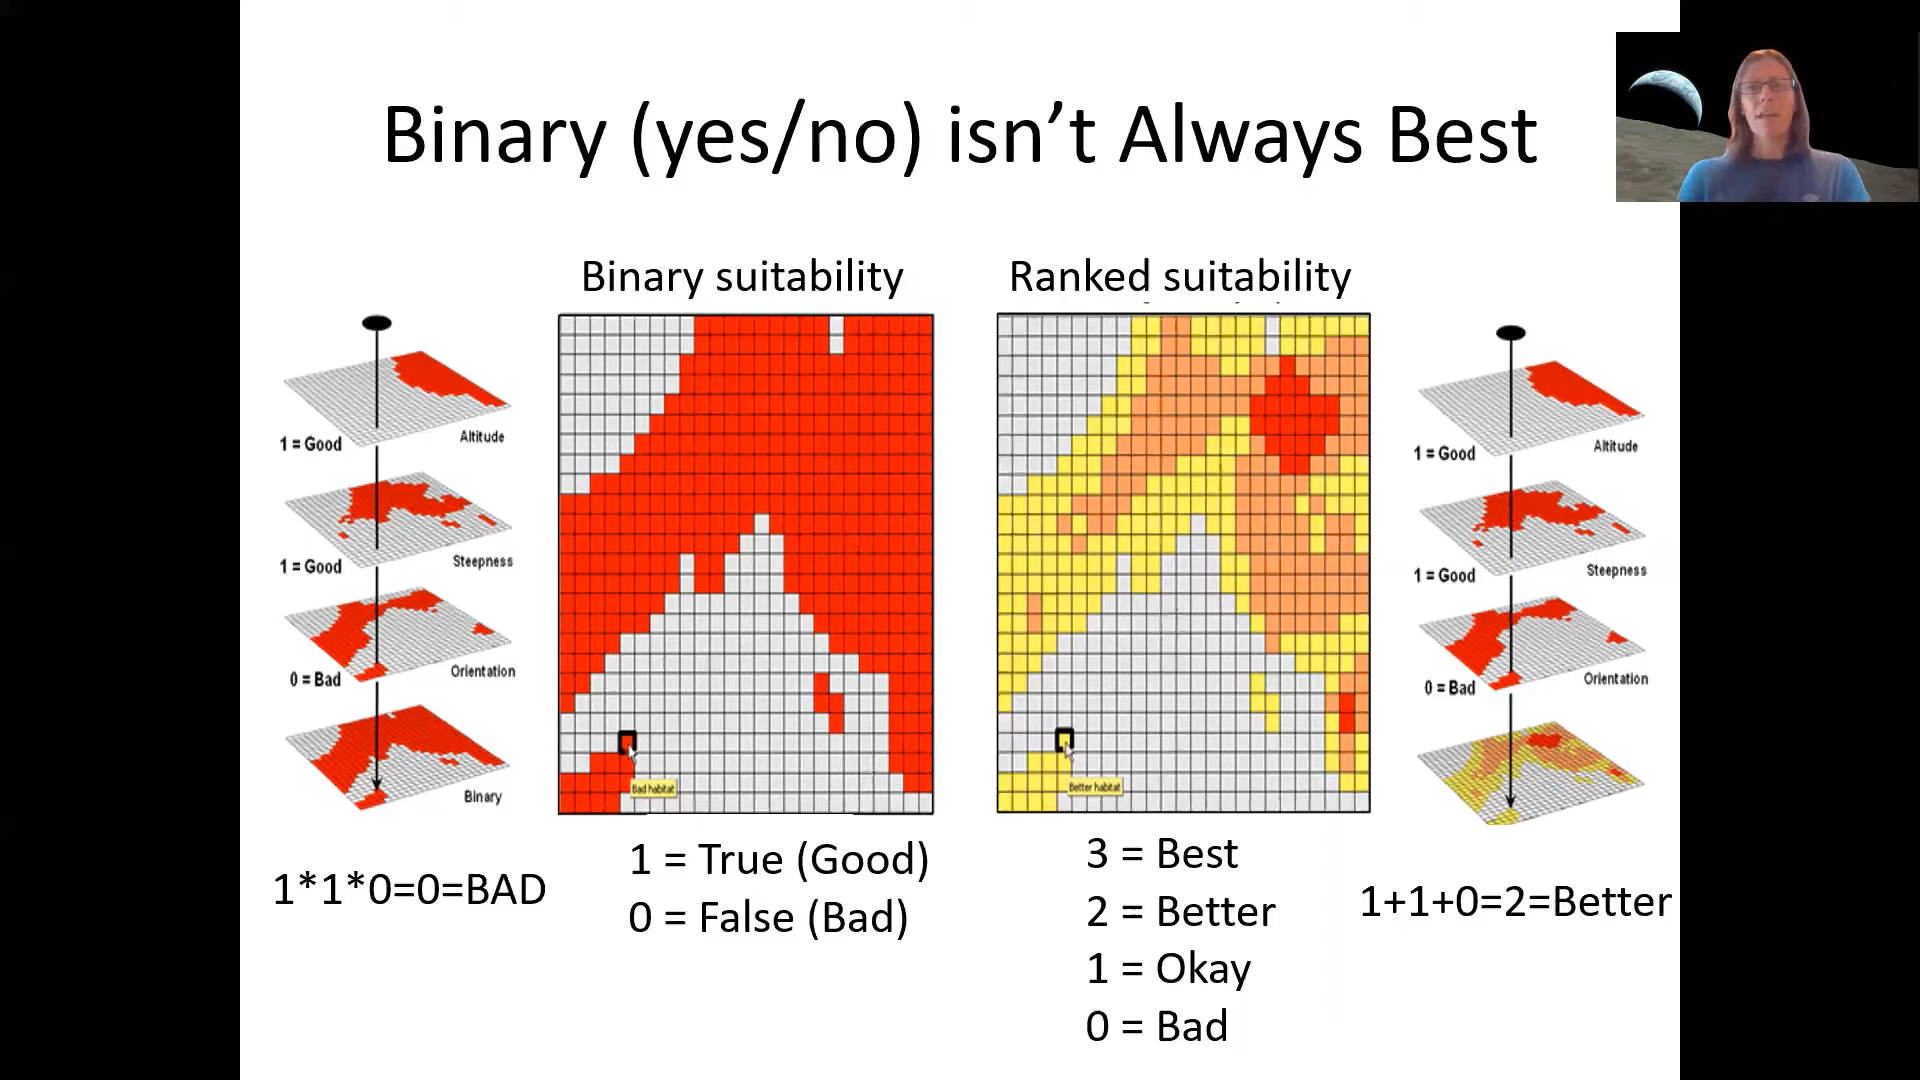 Binary (yes/no) isn't Always Best
Binary suitability
Ranked suitability
1 = Good
Altitude
1 = Good
Steepness
0 = Bad
Orientation
Binary
Bad habitat
Better habitat
1 = Good
Altitude
1 = Good
Steepness
0 = Bad
Orientation
1*1*0=0=BAD
1 = True (Good)
0 = False (Bad)
3 = Best
2 = Better
1 = Okay
0 = Bad
1+1+0=2=Better